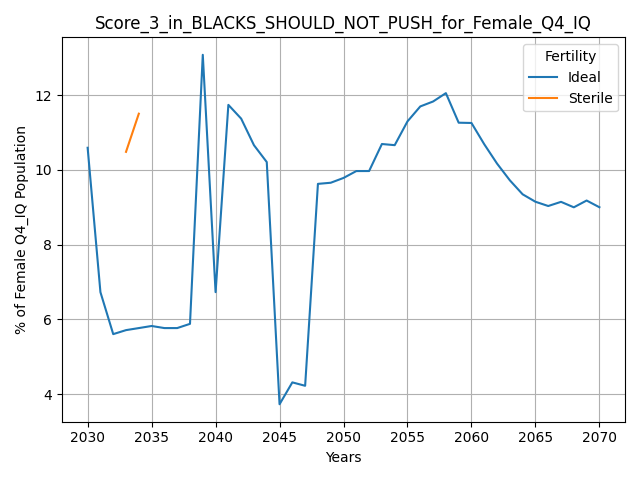 Score_3_in_BLACKS_SHOULD_NOT_PUSH_for_Female_Q4_IQ
Fertility
Ideal
Sterile
% of Female Q4_IQ Population
12
10
8
6
4
2030 2035 2040 2045 2050 2055 2060 2065 2070
Years